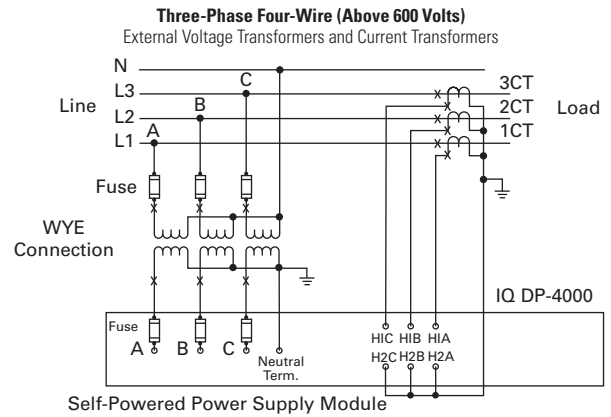 Three-Phase Four-Wire (Above 600 Volts)
External Voltage Transformers and Current Transformers
N
L3 C 3CT
Line L2 B 2CT Load
L1 A 1CT
Fuse
WYE
Connection
IQ DP-4000
Fuse
HIC HIB HIA
A B C H2C H2B H2A
Neutral
Term.
Self-Powered Power Supply Module